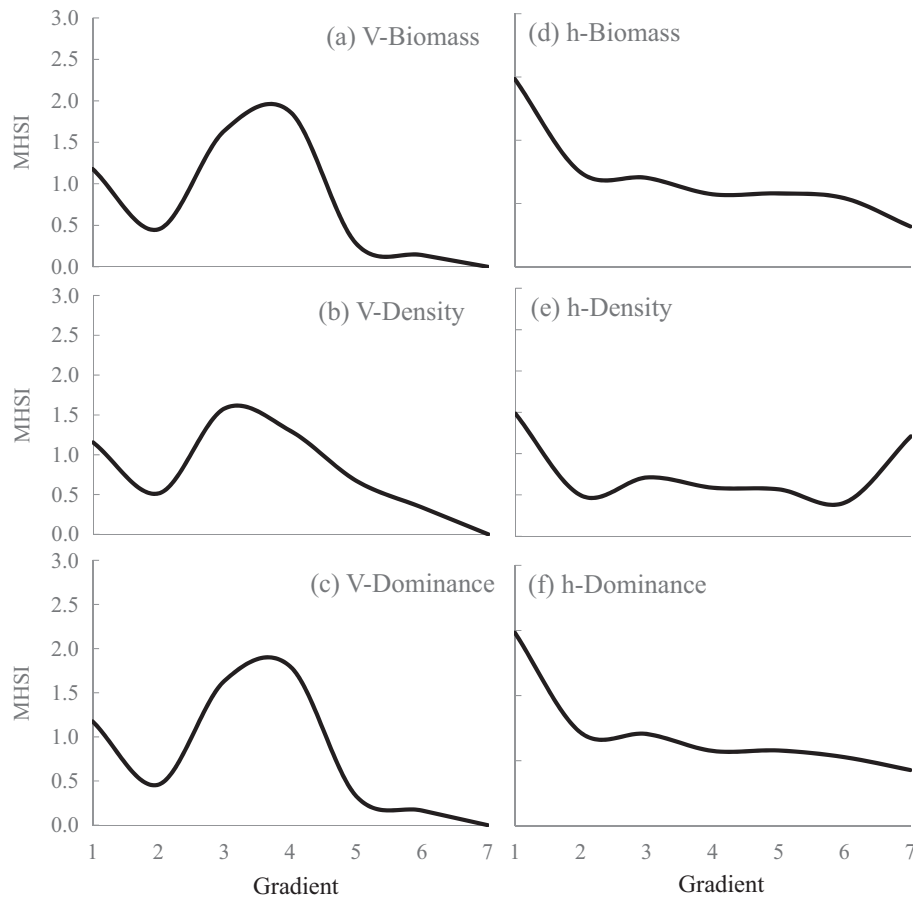 (a) V-Biomass
MHSI
3.0
2.5
2.0
1.5
1.0
0.5
0.0
(d) h-Biomass
(b) V-Density
MHSI
3.0
2.5
2.0
1.5
1.0
0.5
0.0
(e) h-Density
(c) V-Dominance
MHSI
3.0
2.5
2.0
1.5
1.0
0.5
0.0
1 2 3 4 5 6 7
Gradient
(f) h-Dominance
1 2 3 4 5 6 7
Gradient